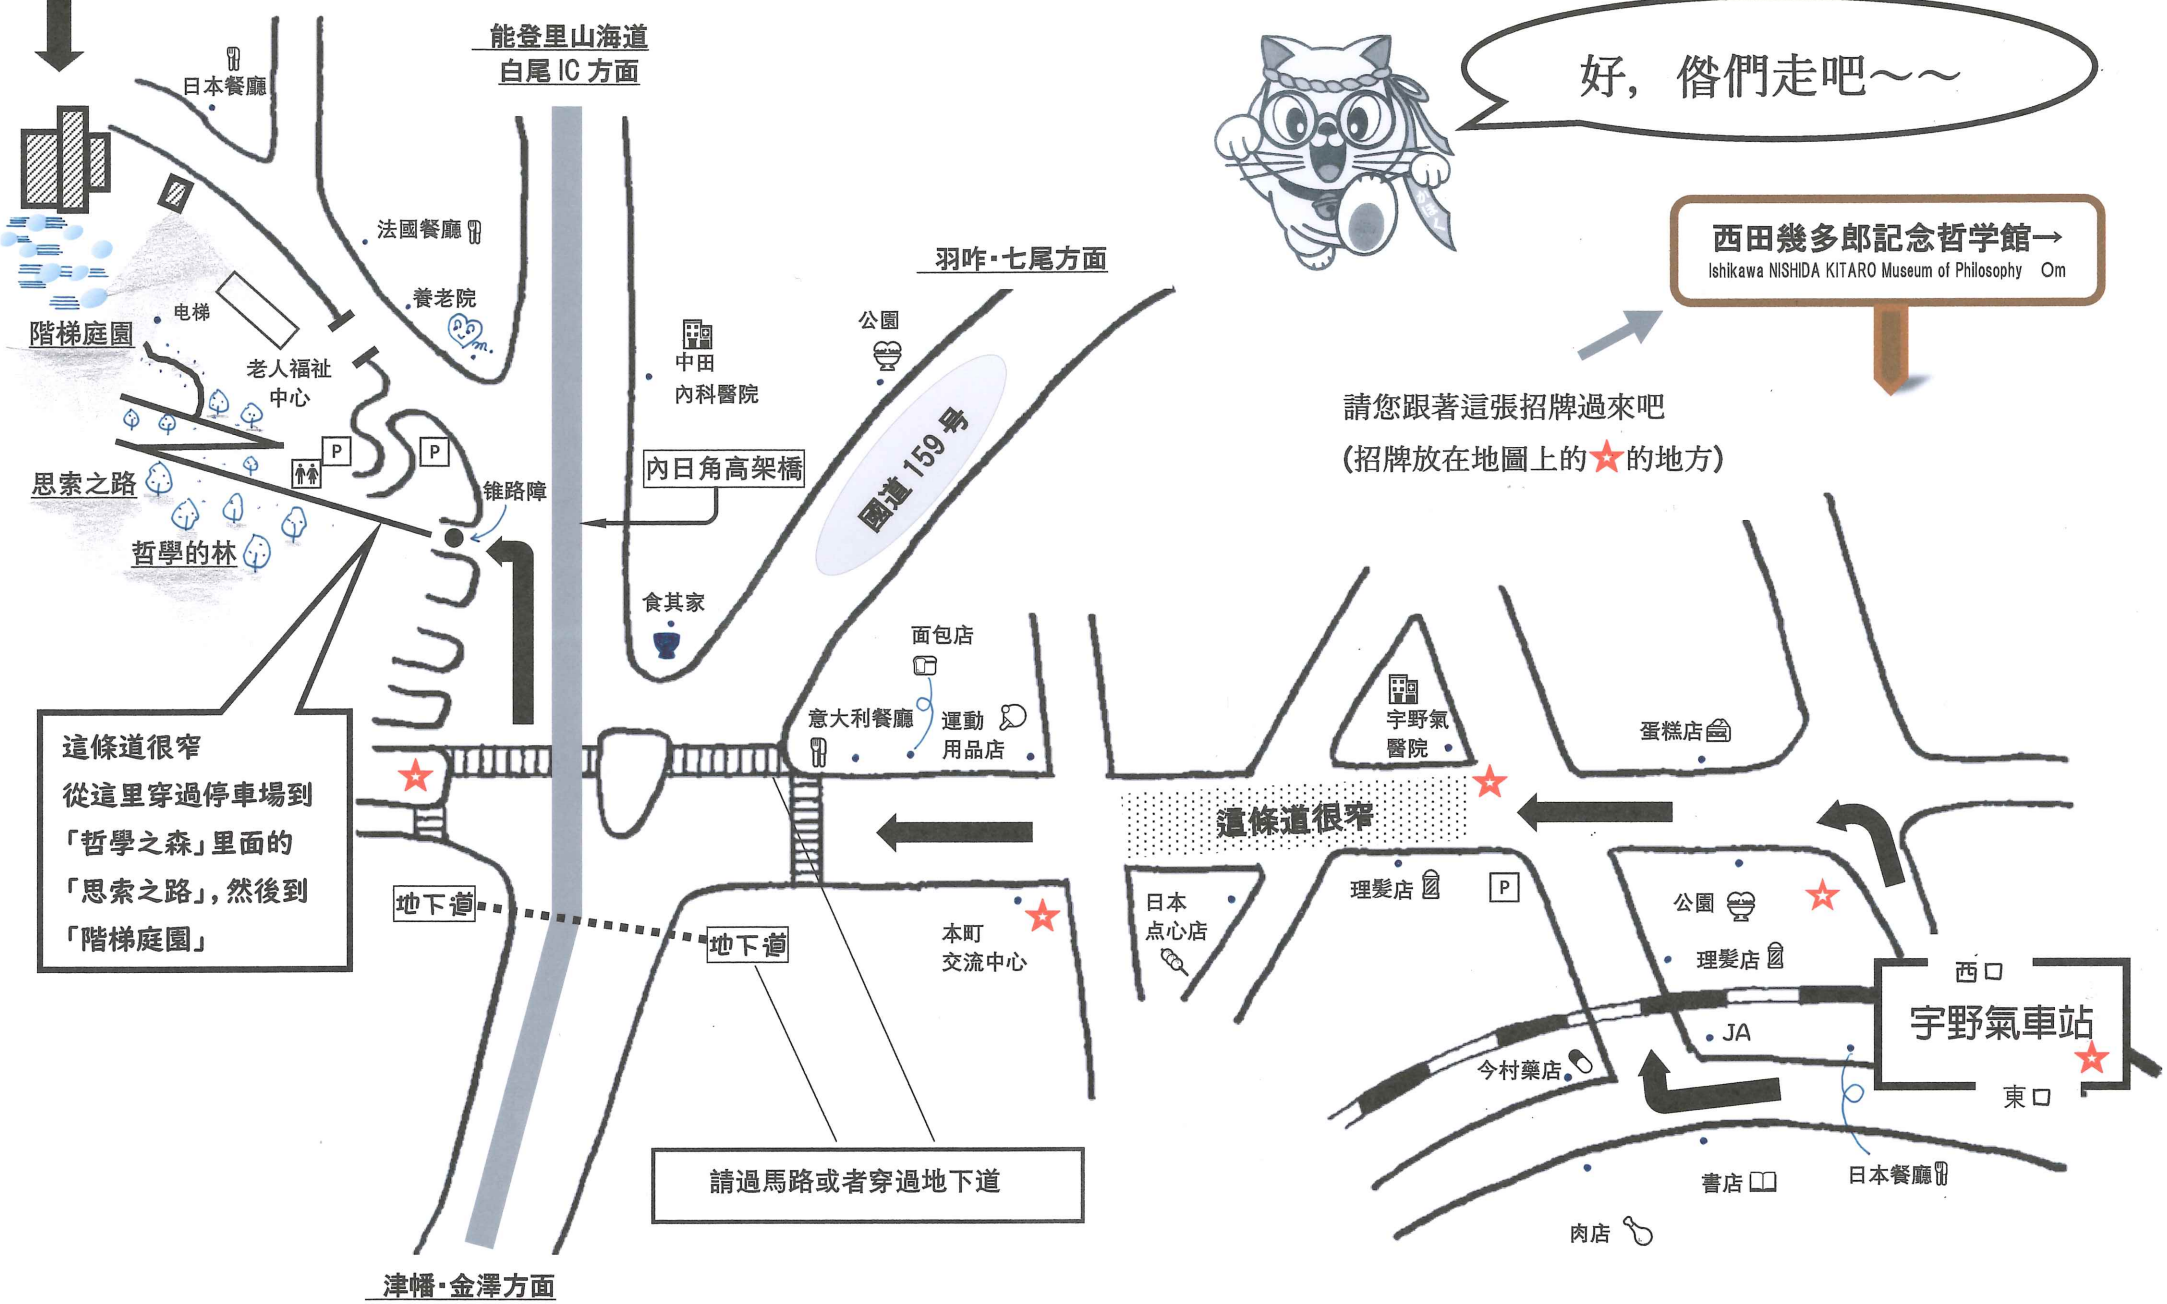 能登里山海道
白尾IC方面
日本餐廳
好，偺們走吧～～
西田幾多郎記念哲学館→
Ishikawa NISHIDA KITARO Museum of Philosophy 0m
法國餐廳
羽咋・七尾方面
養老院
电梯
階梯庭園
老人福祉
中心
中田
內科醫院
公園
請您跟著這張招牌過來吧
(招牌放在地圖上的★的地方)
國道159号
內日角高架橋
P
P
思索之路
锥路障
哲學的林
食其家
面包店
意大利餐廳
運動
用品店
宇野氣
醫院
蛋糕店
這條道很窄
從這里穿過停車場到
「哲學之森」里面的
「思索之路」，然後到
「階梯庭園」
這條道很窄
地下道
地下道
本町
交流中心
日本
点心店
理髪店
P
公園
理髪店
西口
宇野氣車站
東口
JA
今村藥店
請過馬路或者穿過地下道
書店
日本餐廳
肉店
津幡・金澤方面